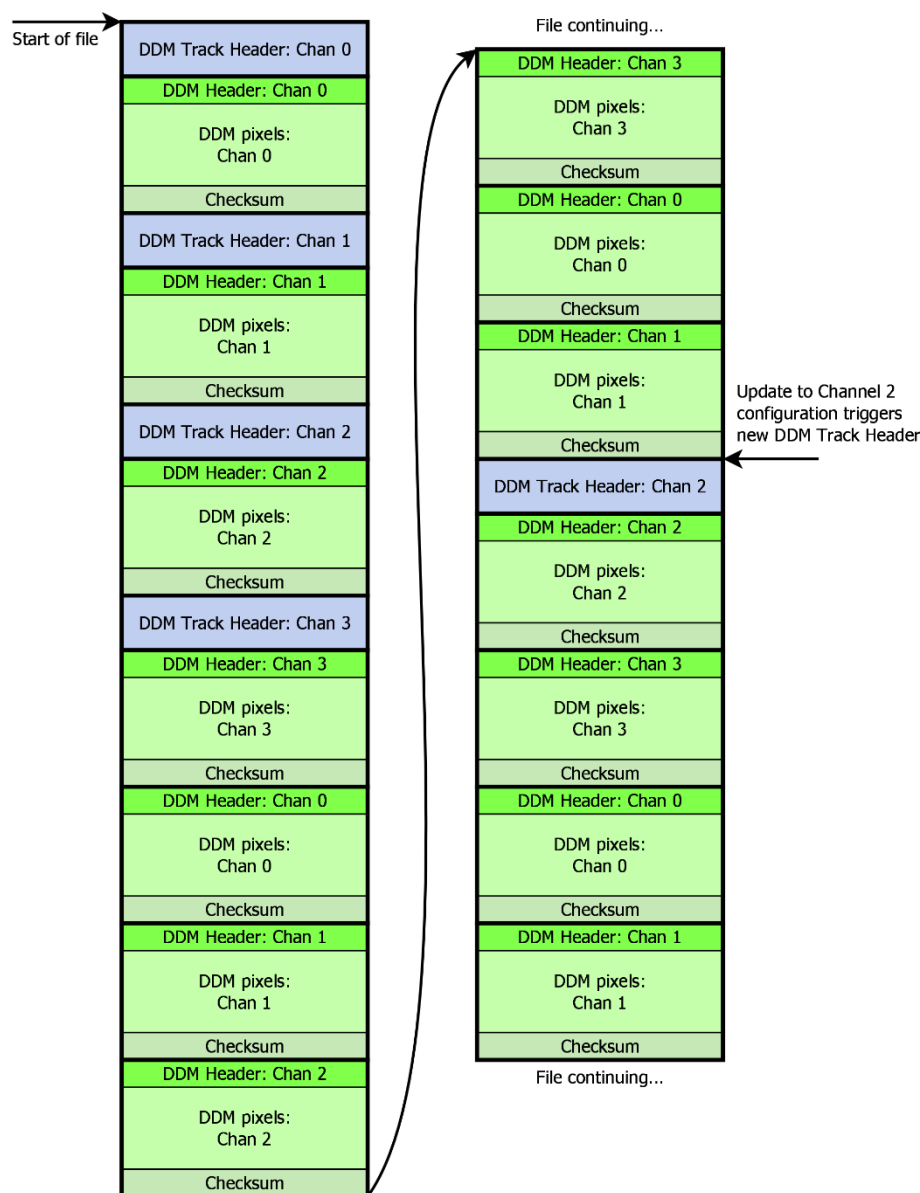 Start of file
DDM Track Header: Chan 0
DDM Header: Chan 0
DDM pixels:
Chan 0
Checksum
DDM Track Header: Chan 1
DDM Header: Chan 1
DDM pixels:
Chan 1
Checksum
DDM Track Header: Chan 2
DDM Header: Chan 2
DDM pixels:
Chan 2
Checksum
DDM Track Header: Chan 3
DDM Header: Chan 3
DDM pixels:
Chan 3
Checksum
DDM Header: Chan 0
DDM pixels:
Chan 0
Checksum
DDM Header: Chan 1
DDM pixels:
Chan 1
Checksum
DDM Header: Chan 2
DDM pixels:
Chan 2
Checksum
File continuing...
DDM Header: Chan 3
DDM pixels:
Chan 3
Checksum
DDM Header: Chan 0
DDM pixels:
Chan 0
Checksum
DDM Header: Chan 1
DDM pixels:
Chan 1
Checksum
Update to Channel 2
configuration triggers
new DDM Track Header
DDM Track Header: Chan 2
DDM Header: Chan 2
DDM pixels:
Chan 2
Checksum
DDM Header: Chan 3
DDM pixels:
Chan 3
Checksum
DDM Header: Chan 0
DDM pixels:
Chan 0
Checksum
DDM Header: Chan 1
DDM pixels:
Chan 1
Checksum
File continuing...